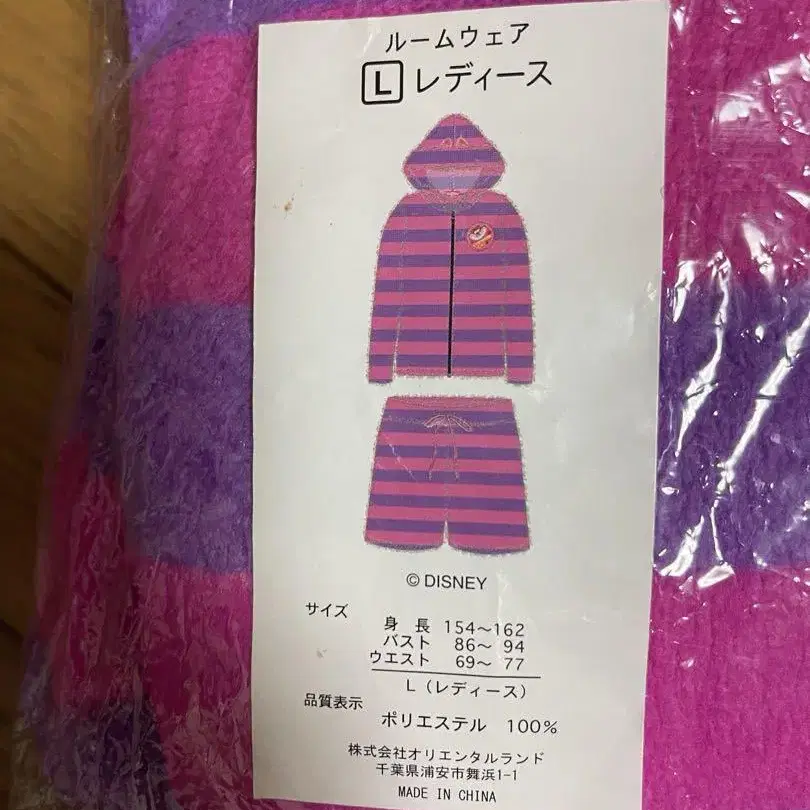 ルームウェア
L レディース
© DISNEY
サイズ
身長 154～162
バスト 86～ 94
ウエスト 69～ 77
L（レディース）
品質表示
ポリエステル 100%
株式会社オリエンタルランド
千葉県浦安市舞浜1-1
MADE IN CHINA